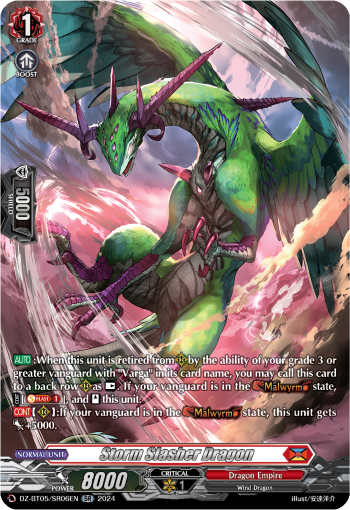 1
GRADE
BOOST
5000
SHIELD
AUTO:When this unit is retired from R by the ability of your grade 3 or
greater vanguard with "Varga" in its card name, you may call this card
to a back row R as. If your vanguard is in the Malwyrm state,
[1], and this unit.
CONT:If your vanguard is in the Malwyrm state, this unit gets
+5000.
NORMAL UNIT
Storm Slasher Dragon
POWER
8000
CRITICAL
1
Dragon Empire
Wind Dragon
DZ-BT05/SR06EN SR 2024
illust/安達洋介